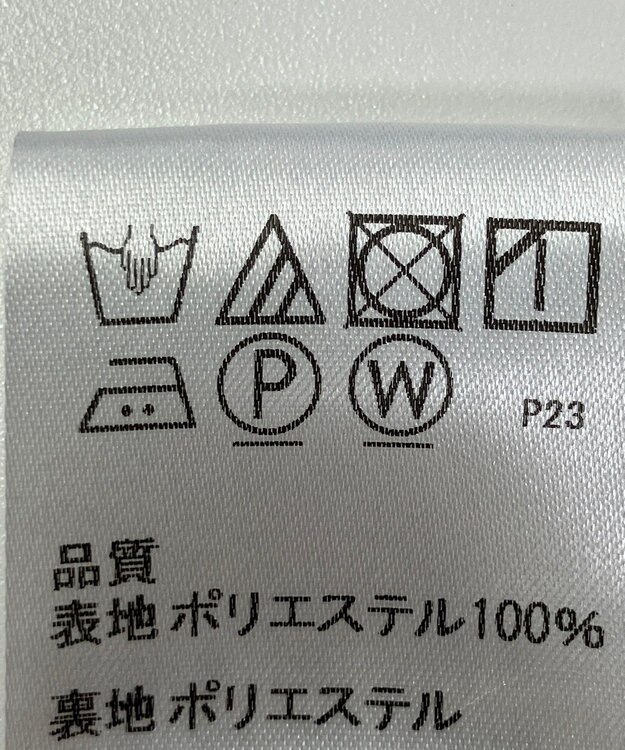 P
W
P23
品質
表地 ポリエステル100%
裏地 ポリエステル